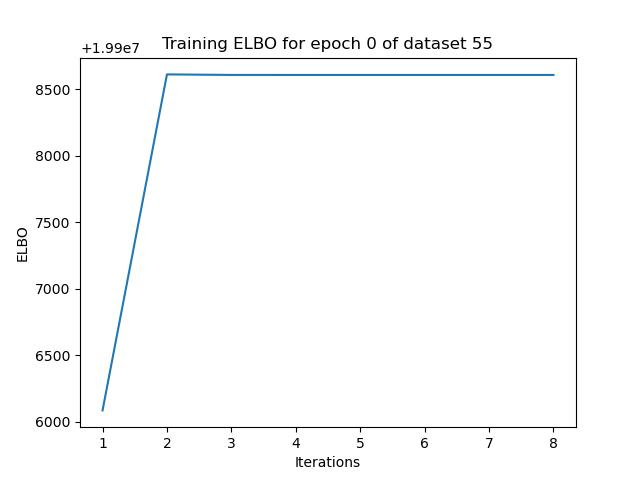 +1.99e7
Training ELBO for epoch 0 of dataset 55
8500
8000
7500
7000
6500
6000
ELBO
1 2 3 4 5 6 7 8
Iterations